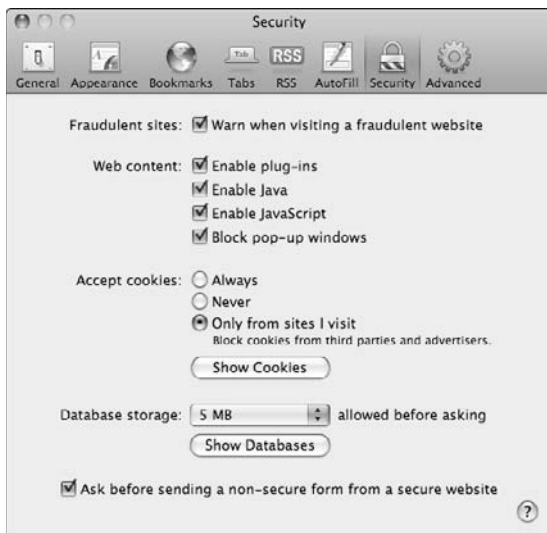 Security
Tab
RSS
General Appearance Bookmarks Tabs RSS AutoFill Security Advanced
Fraudulent sites: Warn when visiting a fraudulent website
Web content: Enable plug-ins
Enable Java
Enable JavaScript
Block pop-up windows
Accept cookies: Always
Never
Only from sites I visit
Block cookies from third parties and advertisers.
Show Cookies
Database storage: 5 MB allowed before asking
Show Databases
Ask before sending a non-secure form from a secure website
?